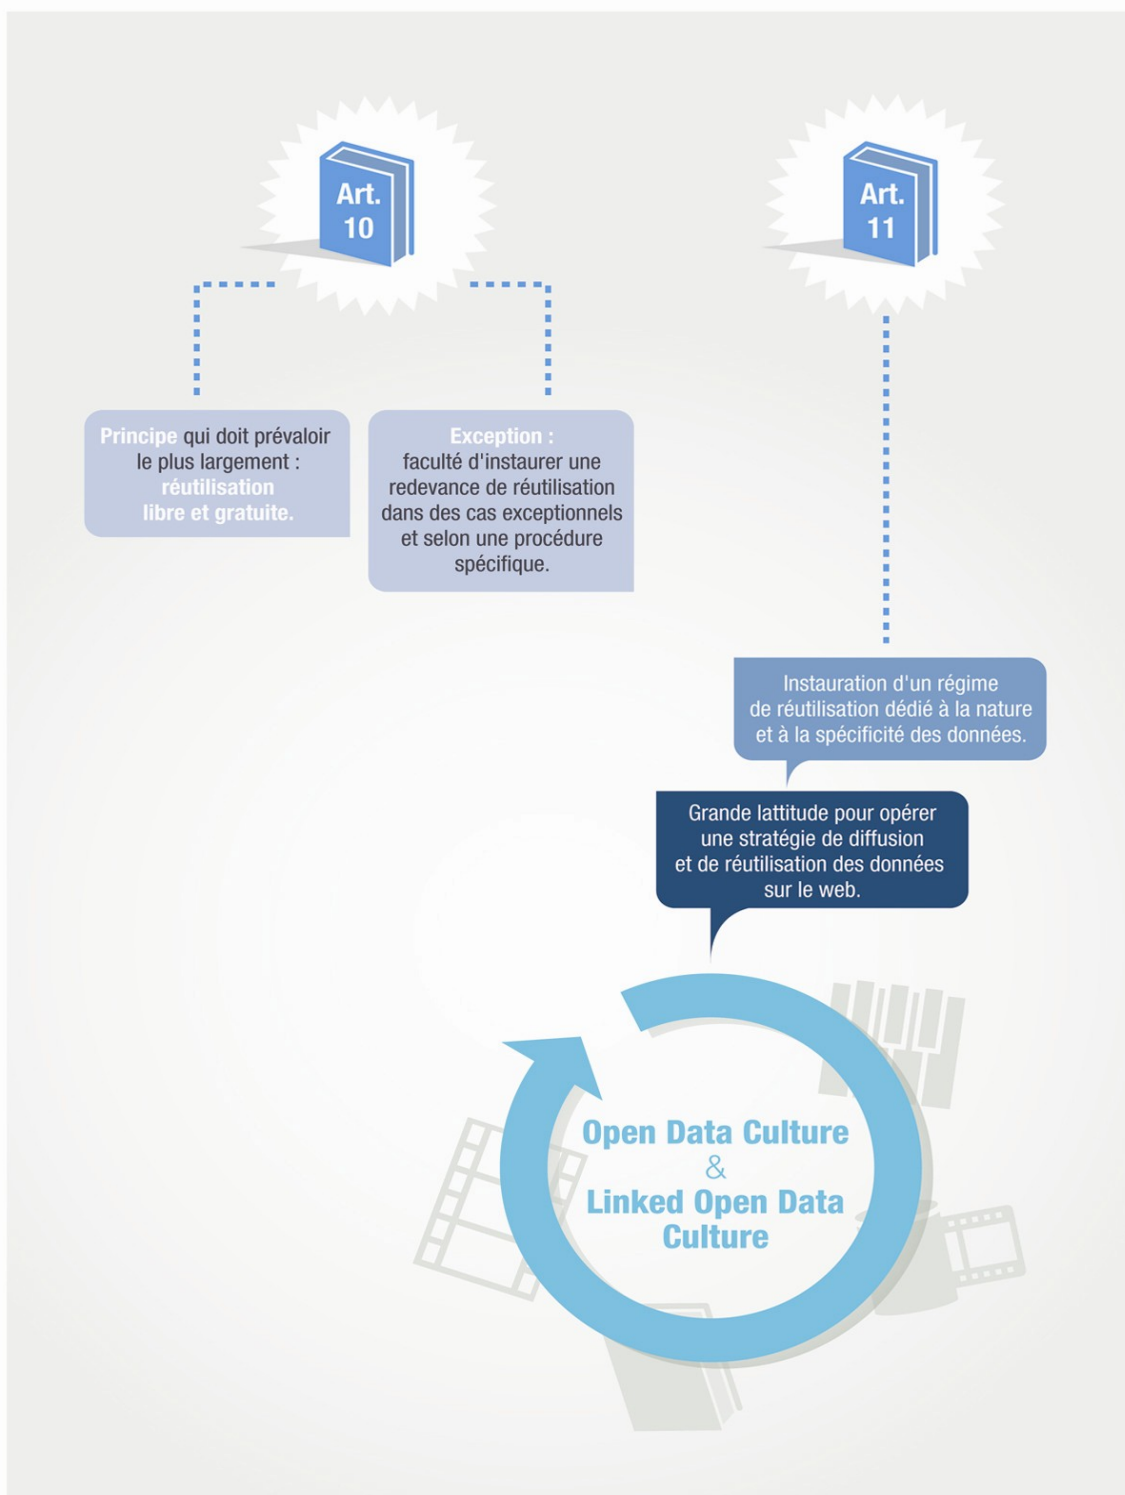 Art.
10
Art.
11
Principe qui doit prévaloir
le plus largement :
réutilisation
libre et gratuite.
Exception :
faculté d'instaurer une
redevance de réutilisation
dans des cas exceptionnels
et selon une procédure
spécifique.
Instauration d'un régime
de réutilisation dédié à la nature
et à la spécificité des données.
Grande lattitude pour opérer
une stratégie de diffusion
et de réutilisation des données
sur le web.
Open Data Culture
&
Linked Open Data
Culture